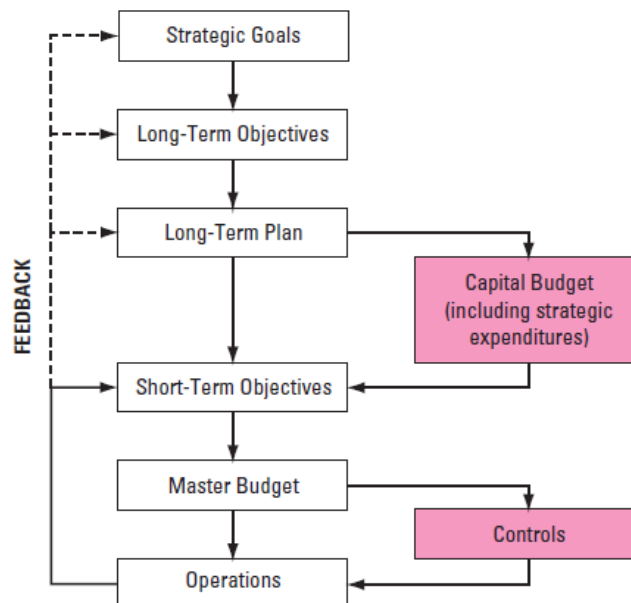 Strategic Goals
Long-Term Objectives
Long-Term Plan
Capital Budget
(including strategic
expenditures)
FEEDBACK
Short-Term Objectives
Master Budget
Controls
Operations